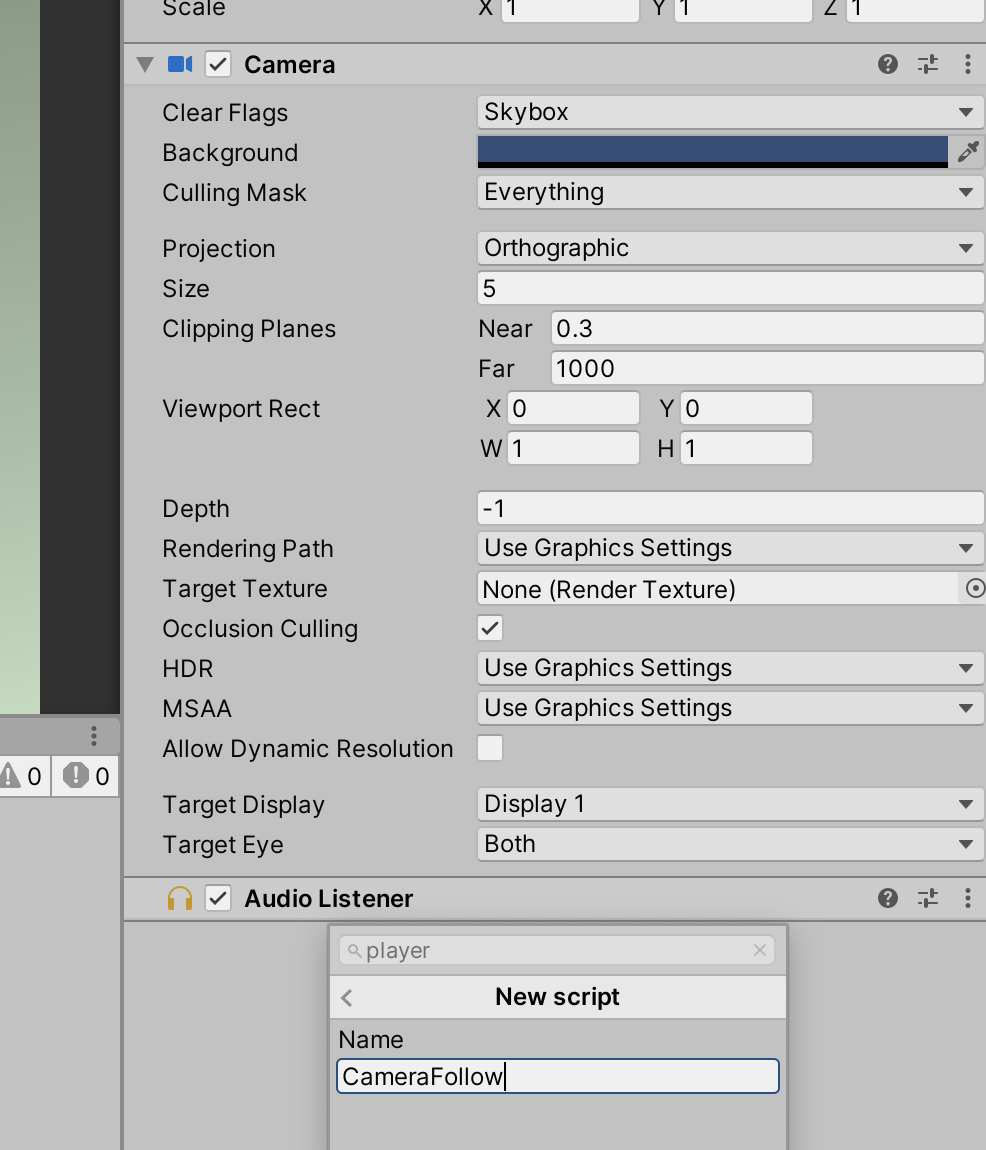 Scale X 1 Y 1 Z 1
Camera
Clear Flags Skybox
Background
Culling Mask Everything
Projection Orthographic
Size 5
Clipping Planes Near 0.3
Far 1000
Viewport Rect X 0 Y 0
W 1 H 1
Depth -1
Rendering Path Use Graphics Settings
Target Texture None (Render Texture)
Occlusion Culling
HDR Use Graphics Settings
MSAA Use Graphics Settings
Allow Dynamic Resolution
0 0
Target Display Display 1
Target Eye Both
Audio Listener
player
New script
Name
CameraFollow